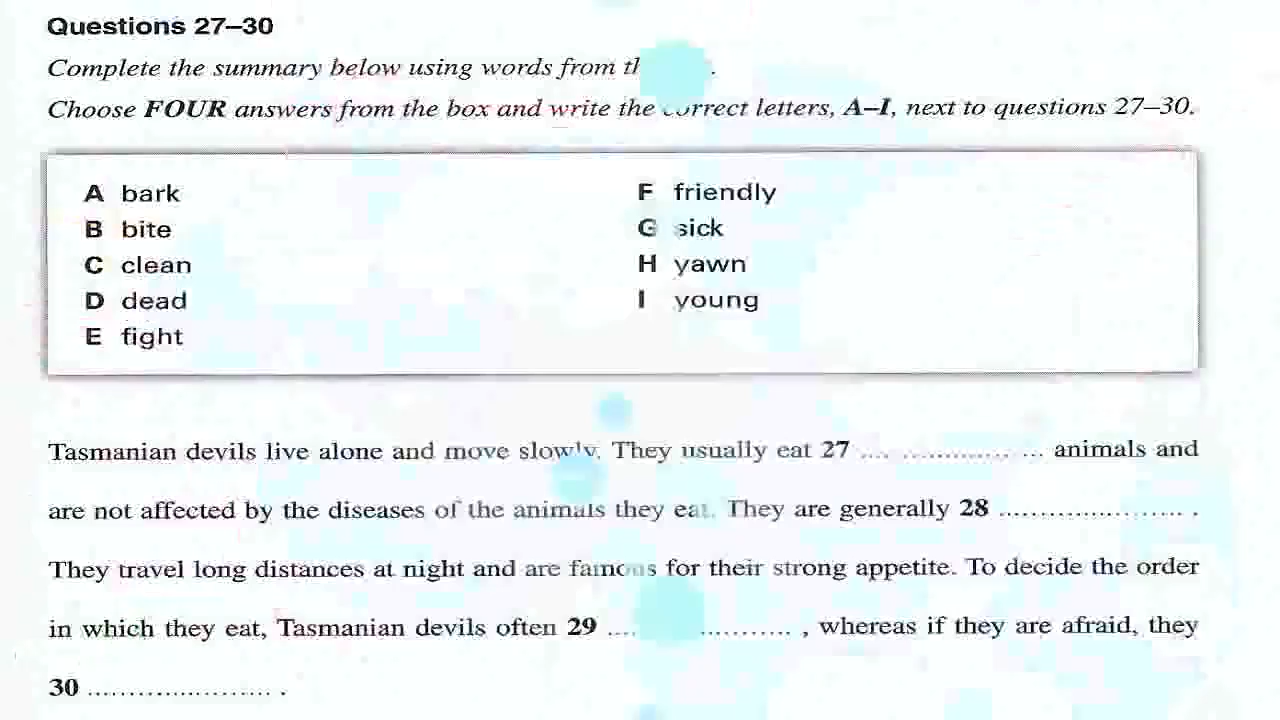 Questions 27–30
Complete the summary below using words from th .
Choose FOUR answers from the box and write the correct letters, A–I, next to questions 27–30.
A bark
B bite
C clean
D dead
E fight
F friendly
G sick
H yawn
I young
Tasmanian devils live alone and move slowly. They usually eat 27 .... ..................... animals and
are not affected by the diseases of the animals they eat. They are generally 28 ...................... .
They travel long distances at night and are famous for their strong appetite. To decide the order
in which they eat, Tasmanian devils often 29 .... ........... , whereas if they are afraid, they
30 ...................... .